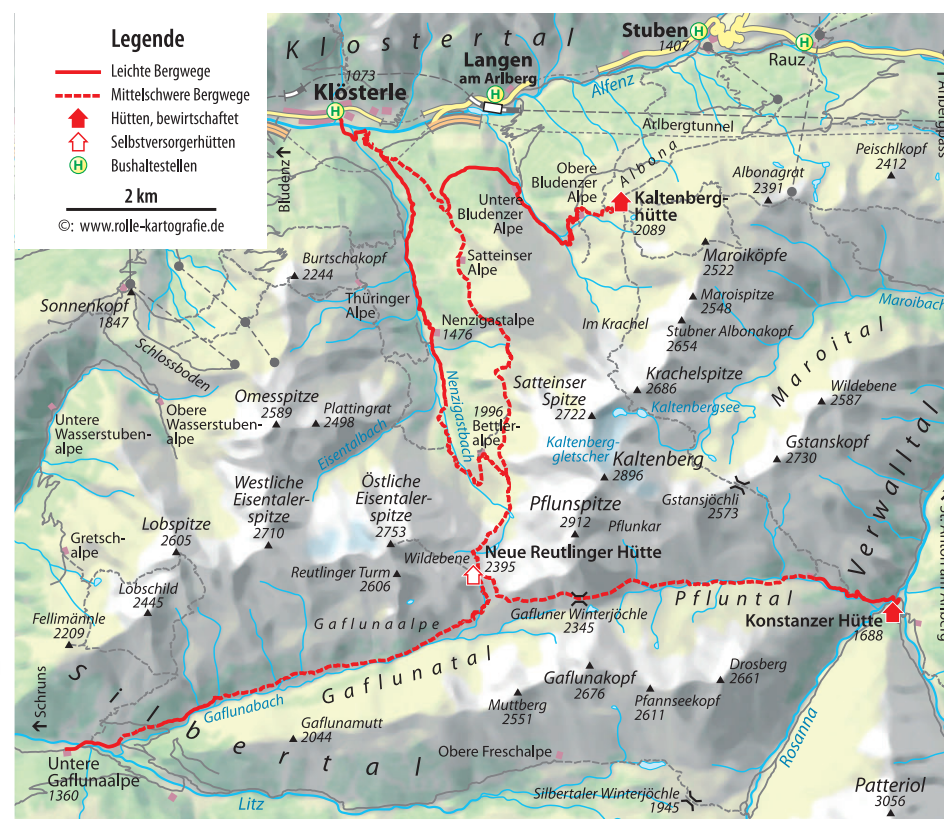 Legende
Leichte Bergwege
Mittelschwere Bergwege
Hütten, bewirtschaftet
Selbstversorgerhütten
H
Bushaltestellen
2 km
©: www.rolle-kartografie.de
Klostertal
1073
Klösterle
H
Langen
am Arlberg
H
Stuben
1407
H
H
Rauz
Alfenz
Arlbergpass
Arlbergtunnel
Bludenz
Albona
Peischlkopf
2412
Albonagrat
2391
Obere
Bludenzer
Alpe
Kaltenberg-
hütte
2089
Untere
Bludenzer
Alpe
Satteinser
Alpe
Maroiköpfe
2522
Burtschakopf
2244
Thüringer
Alpe
Sonnenkopf
1847
Nenzigastalpe
1476
Im Krachel
Maroispitze
2548
Stubner Albonakopf
2654
Maroibach
Maroital
Schlossboden
Nenzigastbach
Krachelspitze
2686
Satteinser
Spitze
2722
Kaltenbergsee
Wildebene
2587
Omesspitze
2589
Plattingrat
2498
Untere
Wasserstuben-
alpe
Obere
Wasserstuben-
alpe
Eisentalbach
1996
Bettler-
alpe
Kaltenberg-
gletscher
Kaltenberg
2896
Gstanskopf
2730
Gstansjöchli
2573
Verwalltal
Westliche
Eisentaler-
spitze
2710
Östliche
Eisentaler-
spitze
2753
Pflunspitze
2912
Pflunkar
Lobspitze
2605
Gretsch-
alpe
Wildebene
Neue Reutlinger Hütte
2395
Reutlinger Turm
2606
Lobschild
2445
Fellimännle
2209
Gaflunaalpe
Gafluner Winterjöchle
2345
Pfluntal
Konstanzer Hütte
1688
Schruns
Silbertal
Gaflunatal
Gaflunabach
Gaflunakopf
2676
Drosberg
2661
Muttberg
2551
Pfannseekopf
2611
Gaflunamutt
2044
Rosanna
Untere
Gaflunaalpe
1360
Obere Freschalpe
Litz
Silbertaler Winterjöchle
1945
Patteriol
3056